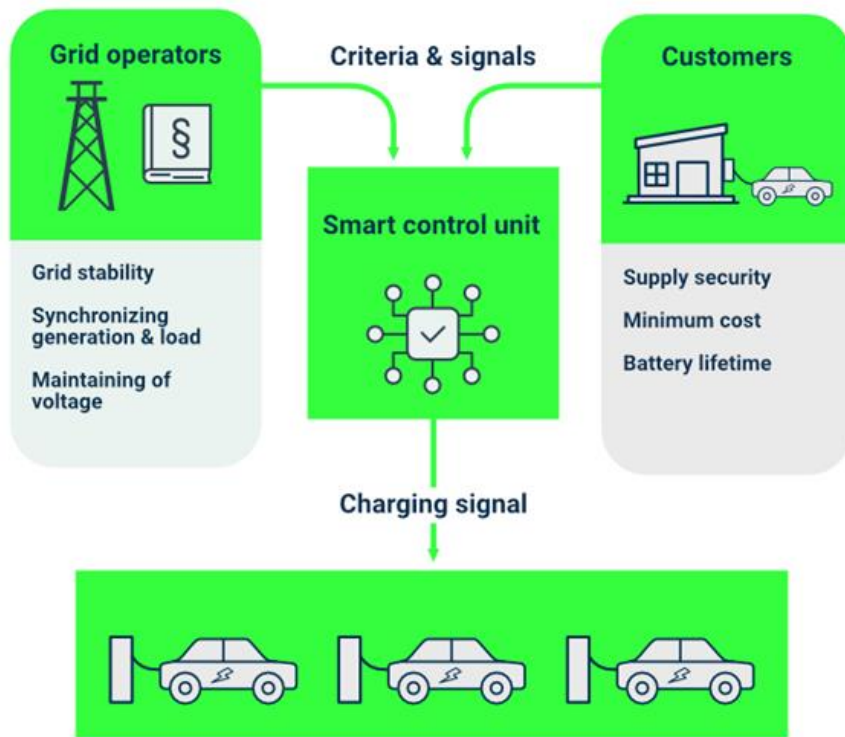 Grid operators
Criteria & signals
Customers
§
Smart control unit
Grid stability
Synchronizing
generation & load
Maintaining of
voltage
Supply security
Minimum cost
Battery lifetime
Charging signal